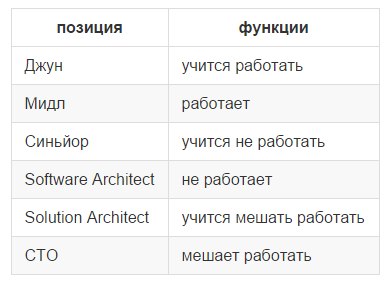 позиция функции
Джун учится работать
Мидл работает
Синьйор учится не работать
Software Architect не работает
Solution Architect учится мешать работать
CTO мешает работать